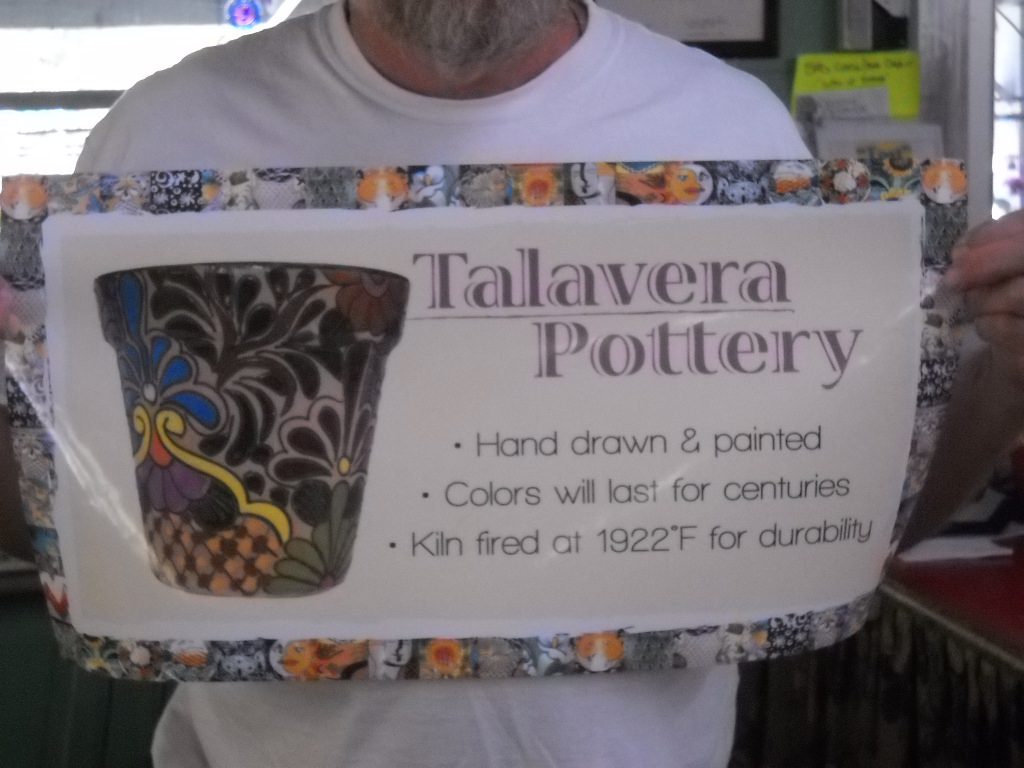 Talavera
Pottery
• Hand drawn & painted
• Colors will last for centuries
• Kiln fired at 1922°F for durability